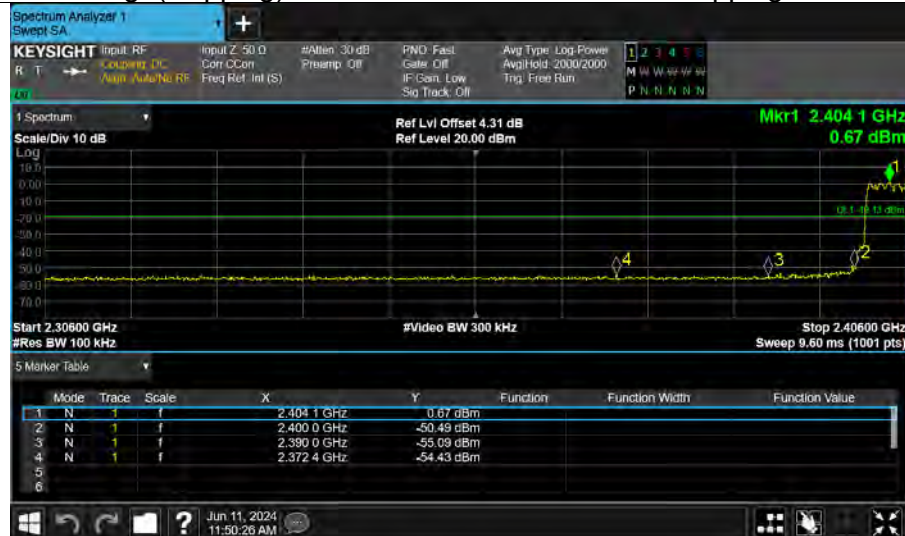 Spectrum Analyzer 1
Swept SA
+
KEYSIGHT Input: RF Input Z: 50 Ω #Atten: 30 dB PNO: Fast Avg Type: Log-Power 1 2 3 4 5 6
R T Coupling: DC Corr CCorr Preamp: Off Gate: Off Avg|Hold: 2000/2000 M W W W W W
Align: Auto/No RF Freq Ref: Int (S) IF Gain: Low Trig: Free Run
Sig Track: Off P N N N N N
1 Spectrum Ref Lvl Offset 4.31 dB Mkr1 2.404 1 GHz
Scale/Div 10 dB Ref Level 20.00 dBm 0.67 dBm
Log
10.0
0.00
-10.0
-20.0
-30.0
-40.0
-50.0
-60.0
-70.0
1
4
3
2
Start 2.30600 GHz #Video BW 300 kHz Stop 2.40600 GHz
#Res BW 100 kHz Sweep 9.60 ms (1001 pts)
5 Marker Table
Mode Trace Scale X Y Function Function Width Function Value
1 N 1 f 2.404 1 GHz 0.67 dBm
2 N 1 f 2.400 0 GHz -50.49 dBm
3 N 1 f 2.390 0 GHz -55.09 dBm
4 N 1 f 2.372 4 GHz -54.43 dBm
5
6
? Jun 11, 2024
11:50:26 AM